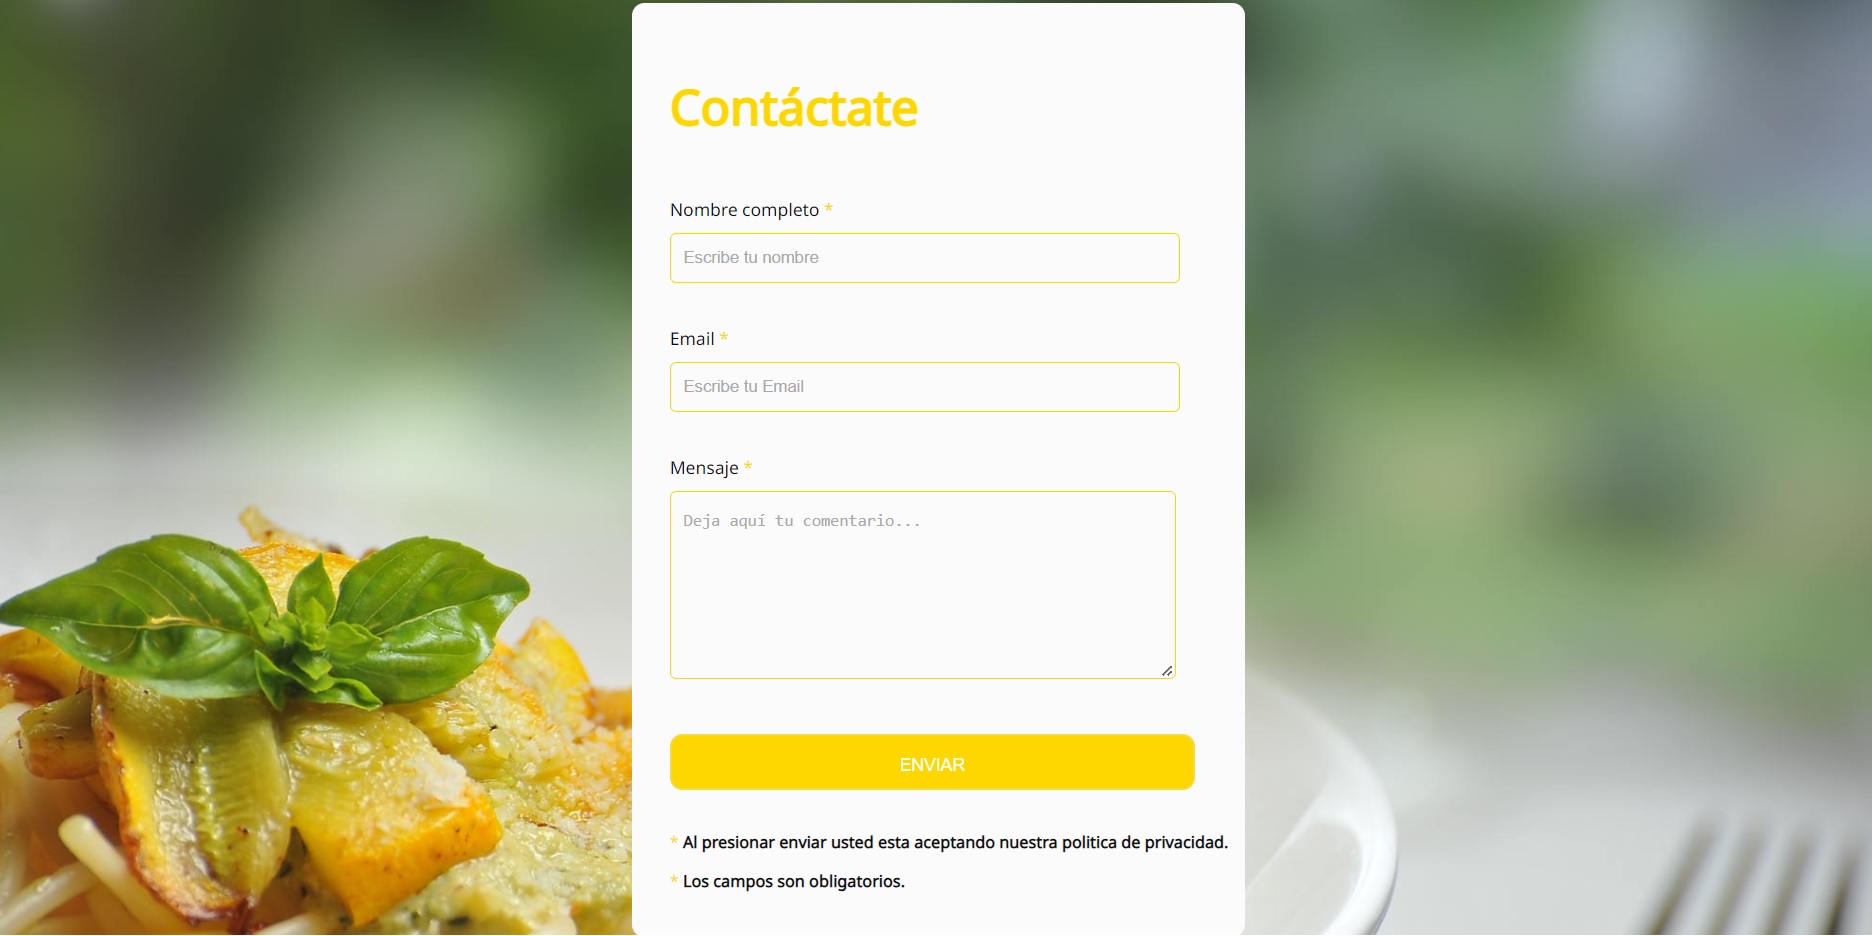 Contáctate
Nombre completo *
Escribe tu nombre
Email *
Escribe tu Email
Mensaje *
Deja aquí tu comentario...
ENVIAR
* Al presionar enviar usted esta aceptando nuestra politica de privacidad.
* Los campos son obligatorios.